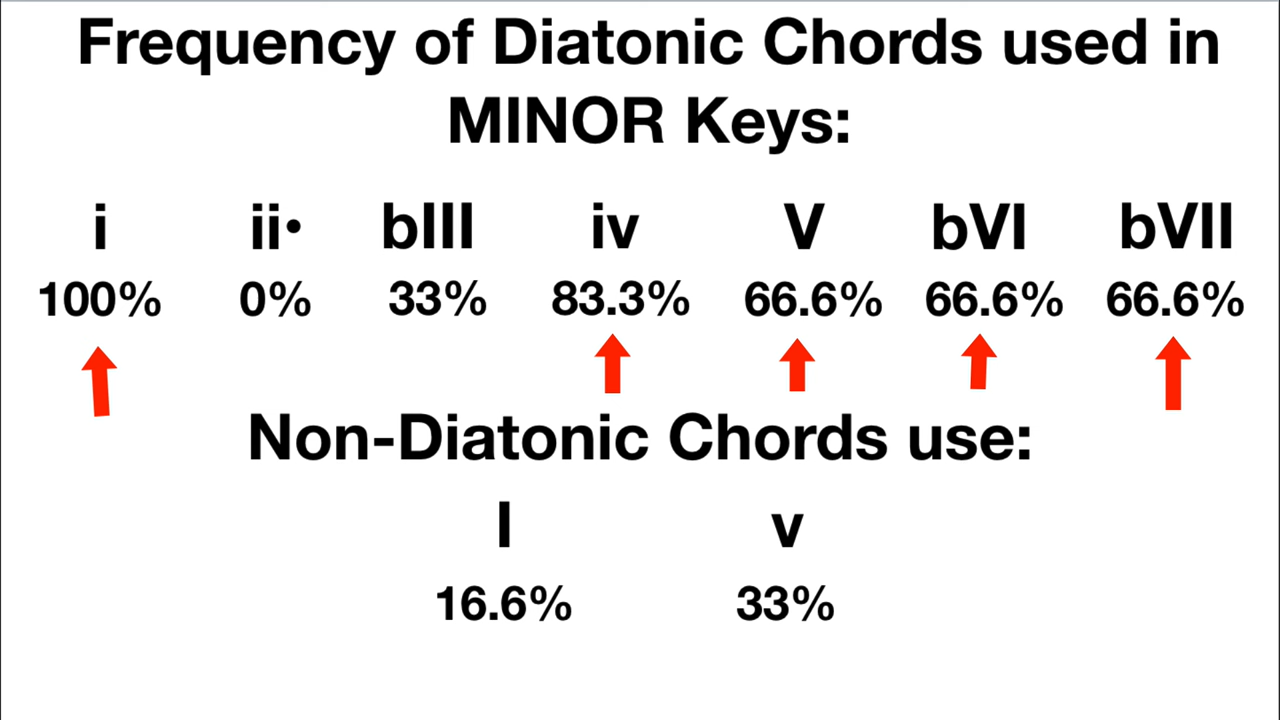 Frequency of Diatonic Chords used in
MINOR Keys:
i ii• bIII iv V bVI bVII
100% 0% 33% 83.3% 66.6% 66.6% 66.6%
Non-Diatonic Chords use:
I v
16.6% 33%